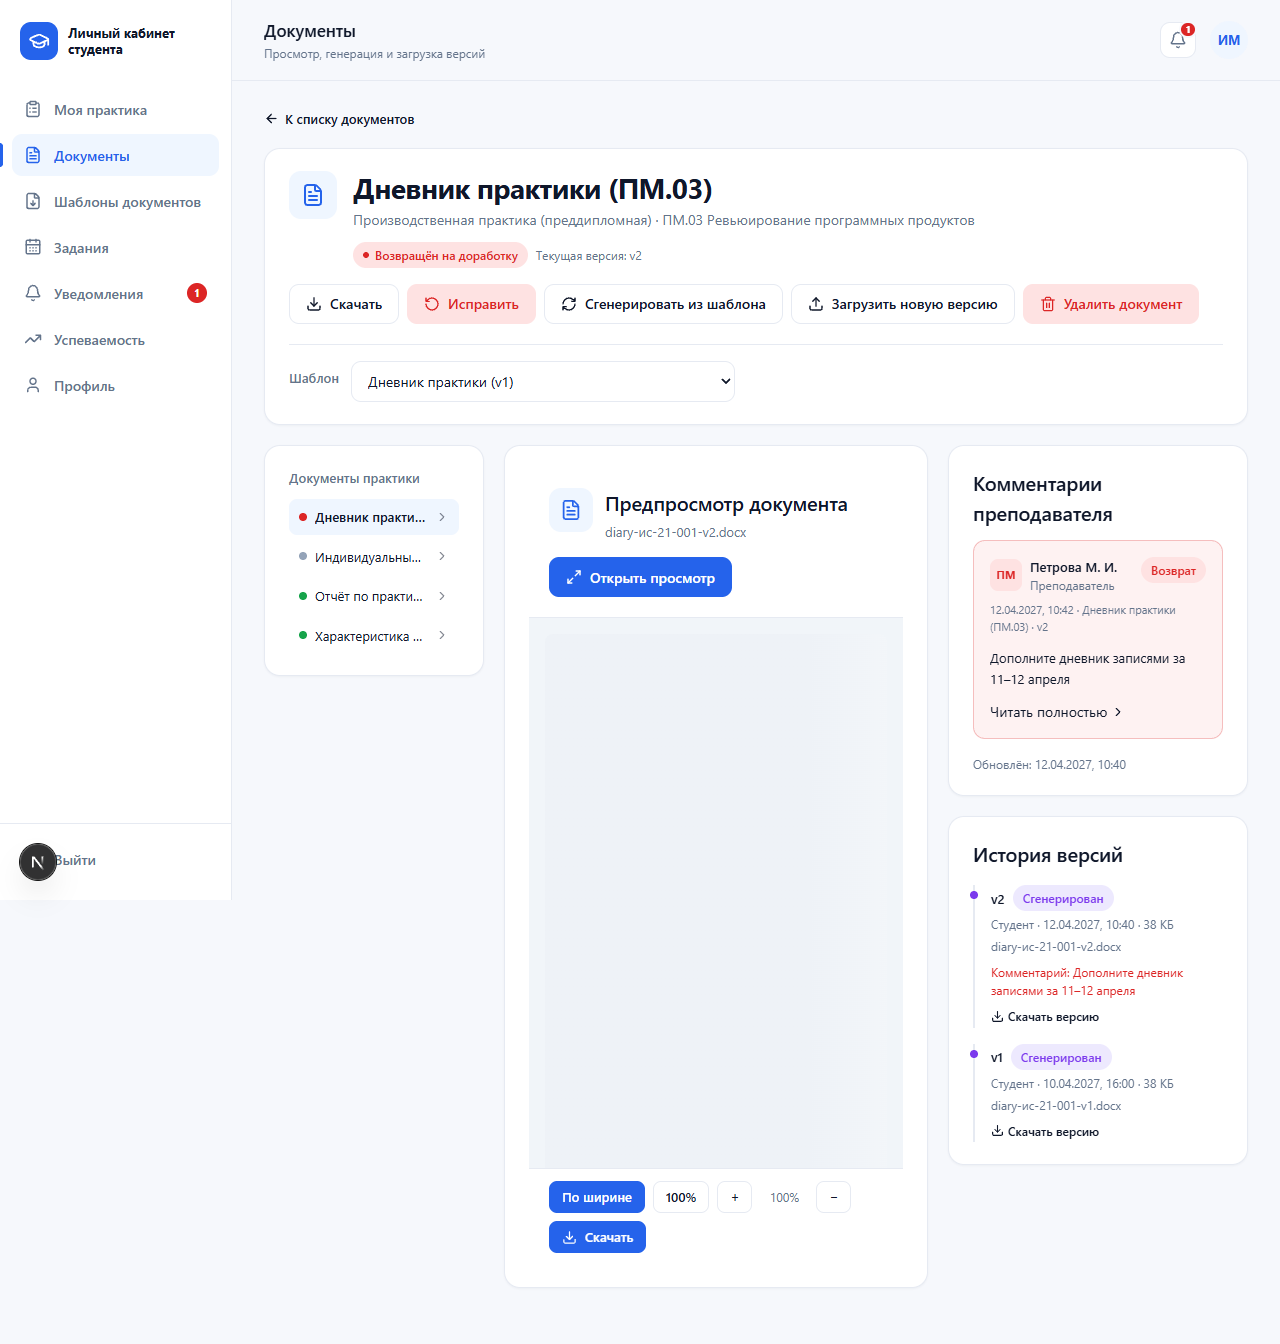 Личный кабинет
студента
Моя практика
Документы
Шаблоны документов
Задания
Уведомления
1
Успеваемость
Профиль
N
Выйти
Документы
Просмотр, генерация и загрузка версий
1
ИМ
К списку документов
Дневник практики (ПМ.03)
Производственная практика (преддипломная) · ПМ.03 Ревьюирование программных продуктов
Возвращён на доработку
Текущая версия: v2
Скачать
Исправить
Сгенерировать из шаблона
Загрузить новую версию
Удалить документ
Шаблон
Дневник практики (v1)
Документы практики
Дневник практи...
Индивидуальны...
Отчёт по практи...
Характеристика ...
Предпросмотр документа
diary-ис-21-001-v2.docx
Открыть просмотр
По ширине
100%
+
100%
−
Скачать
Комментарии
преподавателя
ПМ
Петрова М. И.
Преподаватель
Возврат
12.04.2027, 10:42 · Дневник практики
(ПМ.03) · v2
Дополните дневник записями за
11–12 апреля
Читать полностью
Обновлён: 12.04.2027, 10:40
История версий
v2
Сгенерирован
Студент · 12.04.2027, 10:40 · 38 КБ
diary-ис-21-001-v2.docx
Комментарий: Дополните дневник
записями за 11–12 апреля
Скачать версию
v1
Сгенерирован
Студент · 10.04.2027, 16:00 · 38 КБ
diary-ис-21-001-v1.docx
Скачать версию